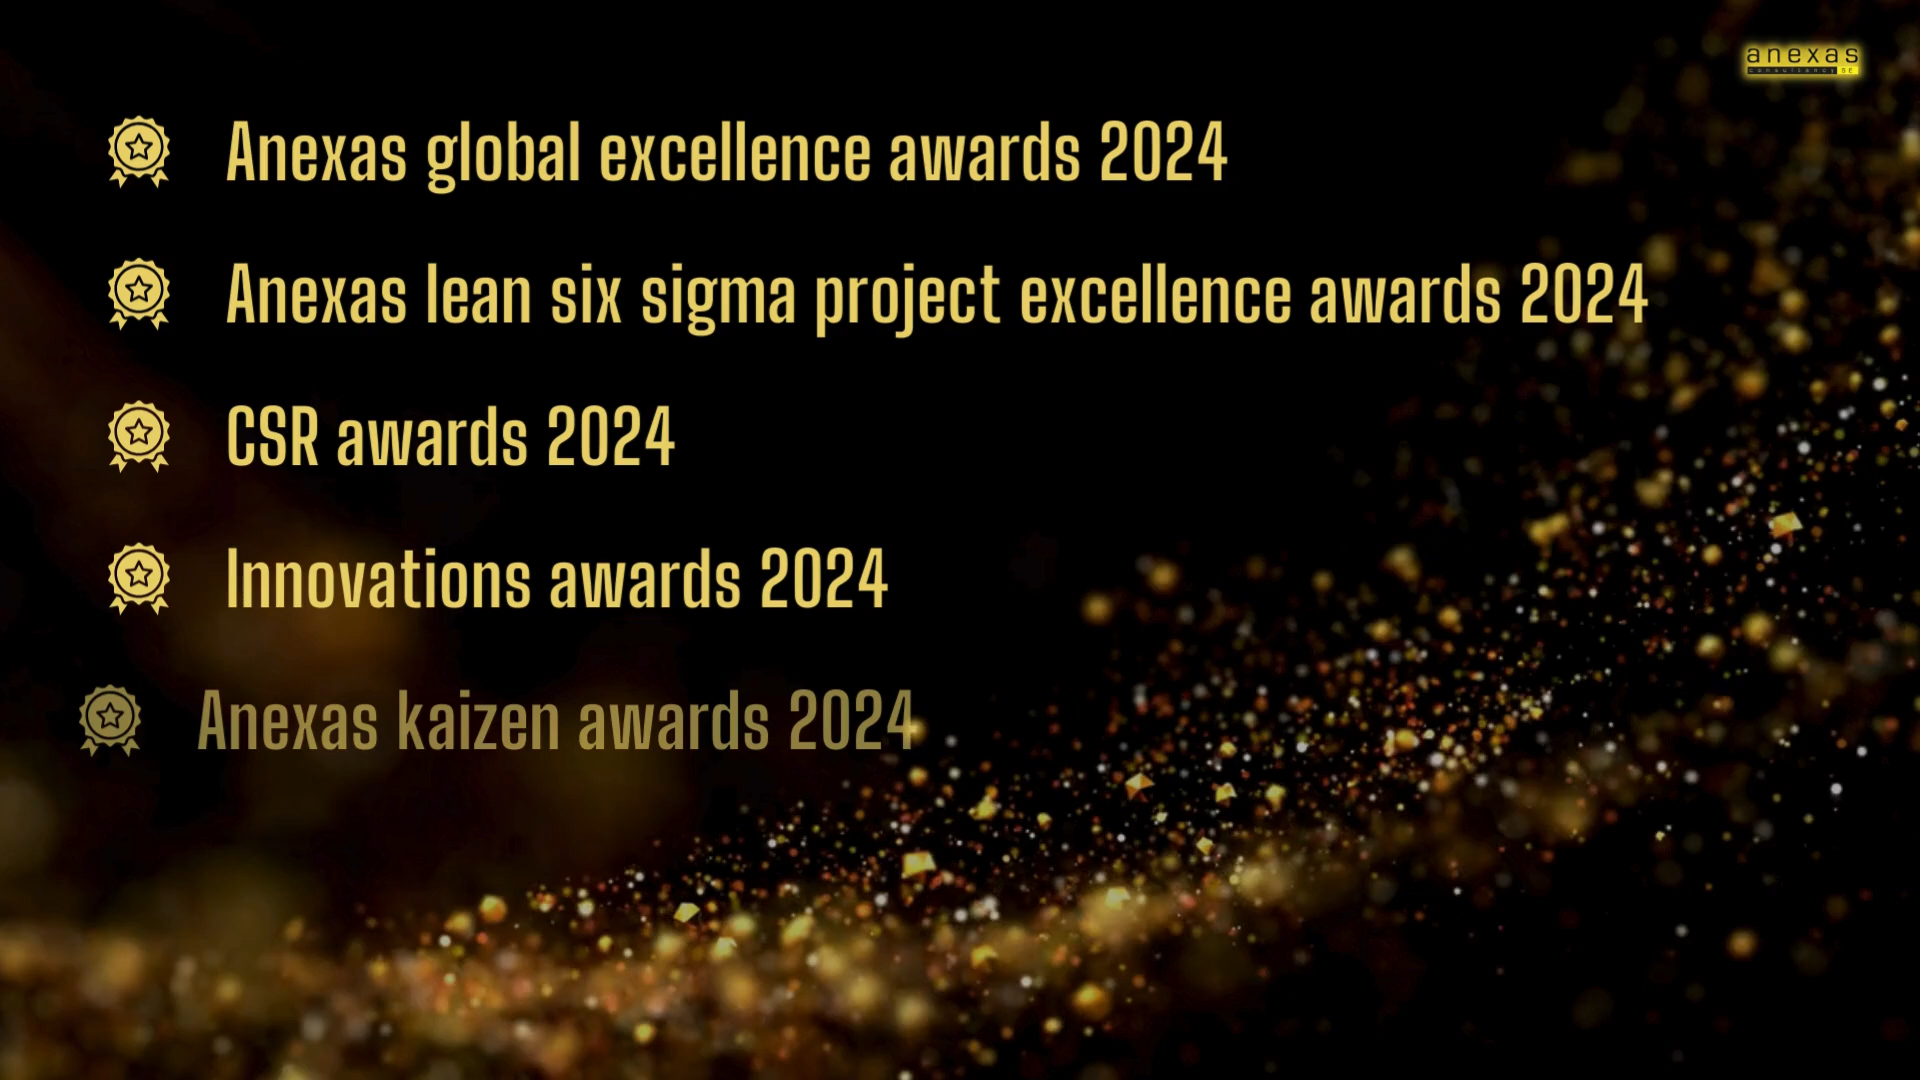 anexas
consultancy
Anexas global excellence awards 2024
Anexas lean six sigma project excellence awards 2024
CSR awards 2024
Innovations awards 2024
Anexas kaizen awards 2024